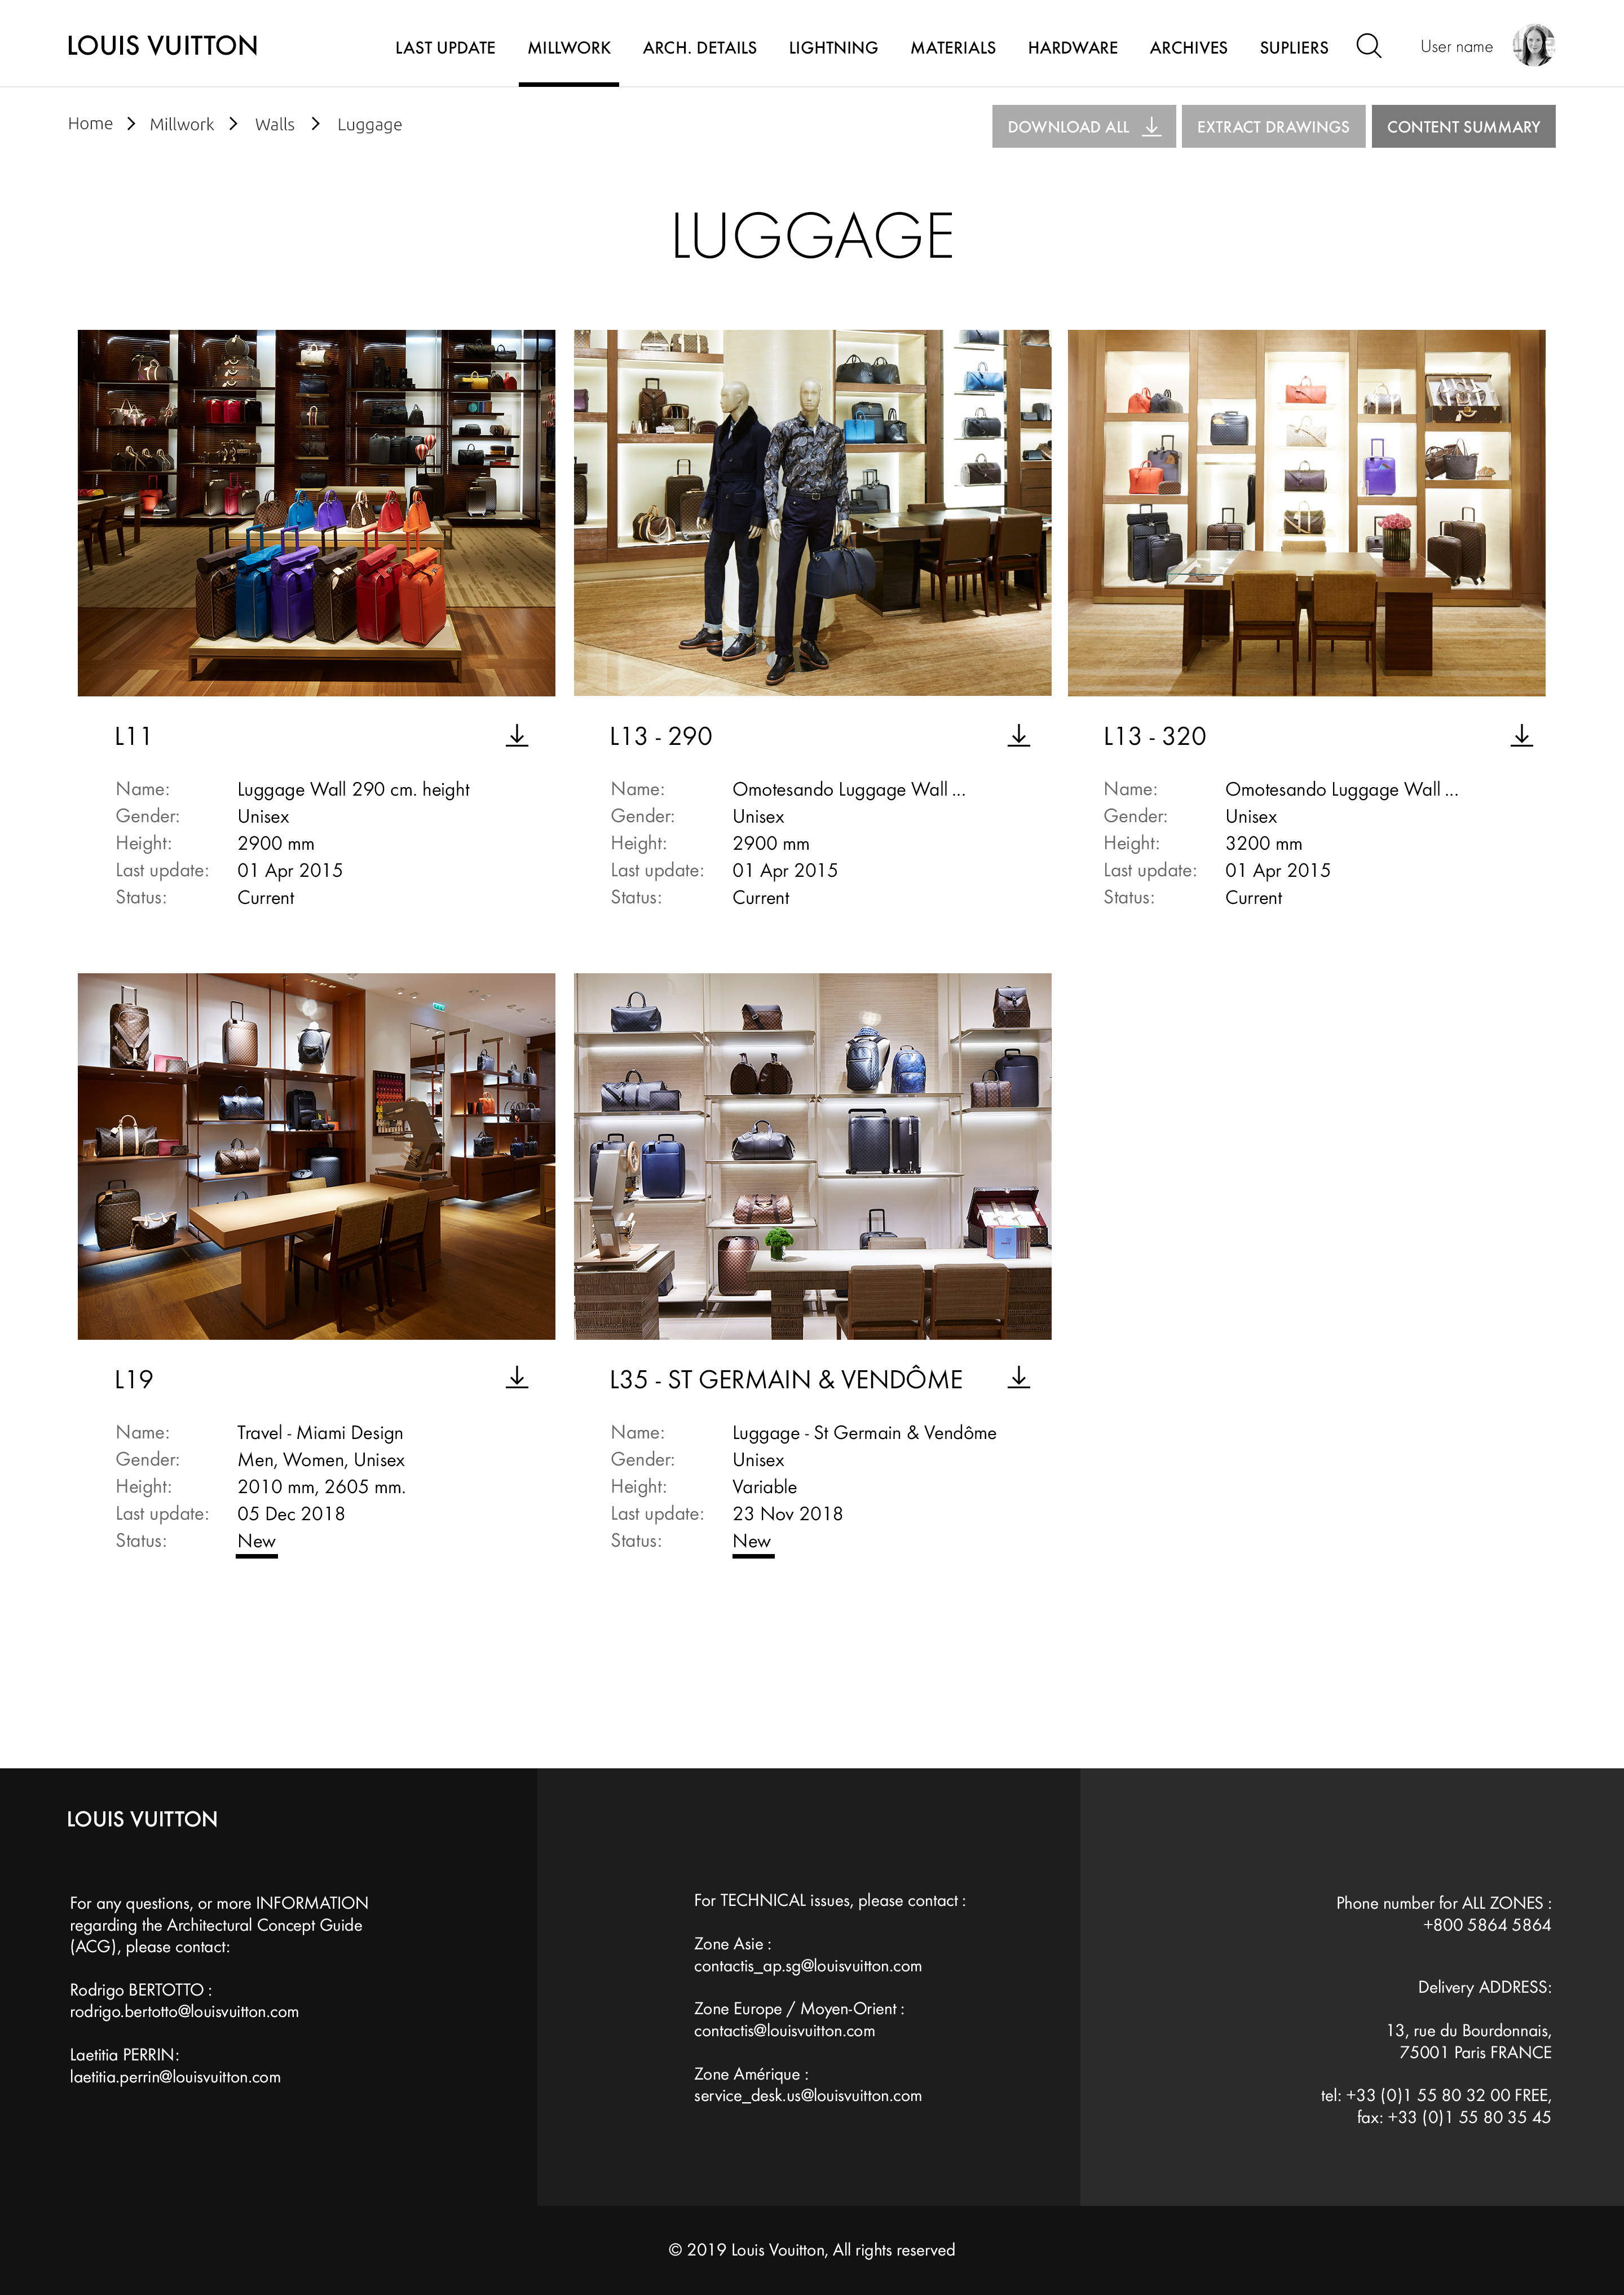 LOUIS VUITTON
LAST UPDATE
MILLWORK
ARCH. DETAILS
LIGHTNING
MATERIALS
HARDWARE
ARCHIVES
SUPLIERS
User name
Home
Millwork
Walls
Luggage
DOWNLOAD ALL
EXTRACT DRAWINGS
CONTENT SUMMARY
LUGGAGE
L11
Name: Luggage Wall 290 cm. height
Gender: Unisex
Height: 2900 mm
Last update: 01 Apr 2015
Status: Current
L13 - 290
Name: Omotesando Luggage Wall ...
Gender: Unisex
Height: 2900 mm
Last update: 01 Apr 2015
Status: Current
L13 - 320
Name: Omotesando Luggage Wall ...
Gender: Unisex
Height: 3200 mm
Last update: 01 Apr 2015
Status: Current
L19
Name: Travel - Miami Design
Gender: Men, Women, Unisex
Height: 2010 mm, 2605 mm.
Last update: 05 Dec 2018
Status: New
L35 - ST GERMAIN & VENDÔME
Name: Luggage - St Germain & Vendôme
Gender: Unisex
Height: Variable
Last update: 23 Nov 2018
Status: New
LOUIS VUITTON
For any questions, or more INFORMATION
regarding the Architectural Concept Guide
(ACG), please contact:
Rodrigo BERTOTTO :
rodrigo.bertotto@louisvuitton.com
Laetitia PERRIN:
laetitia.perrin@louisvuitton.com
For TECHNICAL issues, please contact :
Zone Asie :
contactis_ap.sg@louisvuitton.com
Zone Europe / Moyen-Orient :
contactis@louisvuitton.com
Zone Amérique :
service_desk.us@louisvuitton.com
Phone number for ALL ZONES :
+800 5864 5864
Delivery ADDRESS:
13, rue du Bourdonnais,
75001 Paris FRANCE
tel: +33 (0)1 55 80 32 00 FREE,
fax: +33 (0)1 55 80 35 45
© 2019 Louis Vouitton, All rights reserved